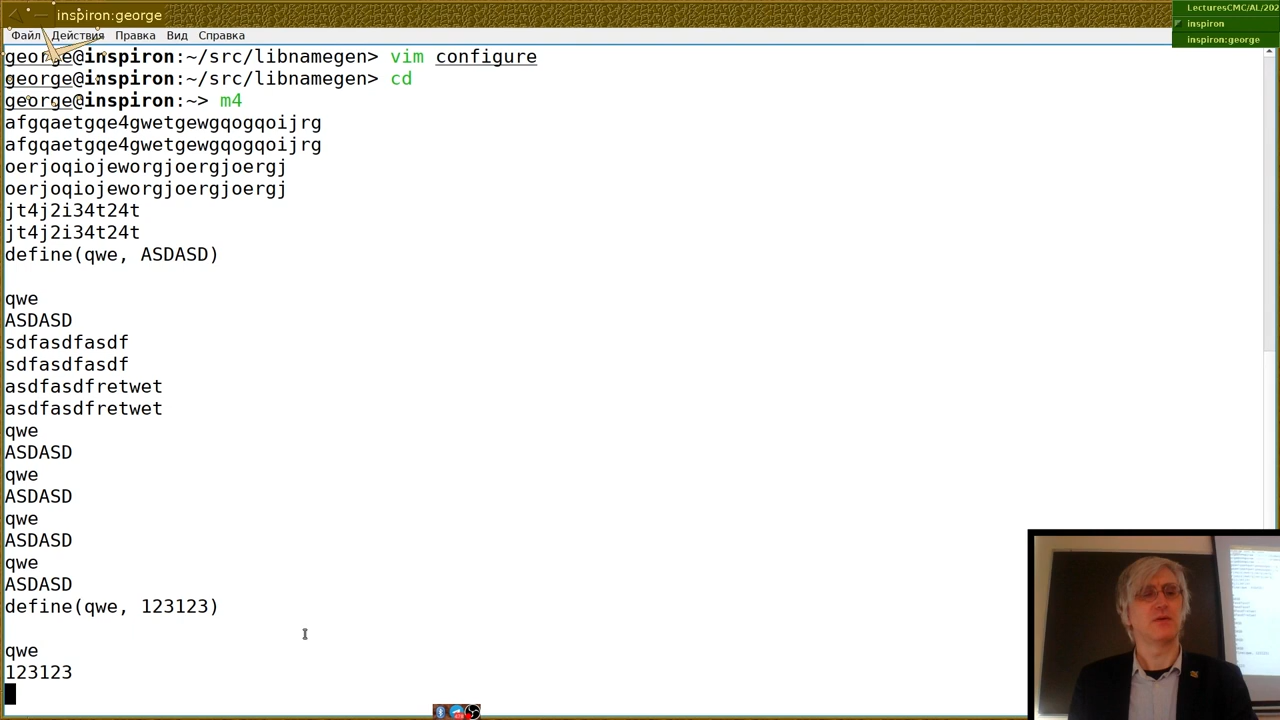 inspiron:george
LecturesCMC/AL/202
inspiron
inspiron:george
Файл Действия Правка Вид Справка
george@inspiron:~/src/libnamegen> vim configure
george@inspiron:~/src/libnamegen> cd
george@inspiron:~> m4
afgqaetgqe4gwetgewgqogqoijrg
afgqaetgqe4gwetgewgqogqoijrg
oerjoqiojeworgjoergjoergj
oerjoqiojeworgjoergjoergj
jt4j2i34t24t
jt4j2i34t24t
define(qwe, ASDASD)
qwe
ASDASD
sdfasdfasdf
sdfasdfasdf
asdfasdfretwet
asdfasdfretwet
qwe
ASDASD
qwe
ASDASD
qwe
ASDASD
qwe
ASDASD
define(qwe, 123123)
qwe
123123